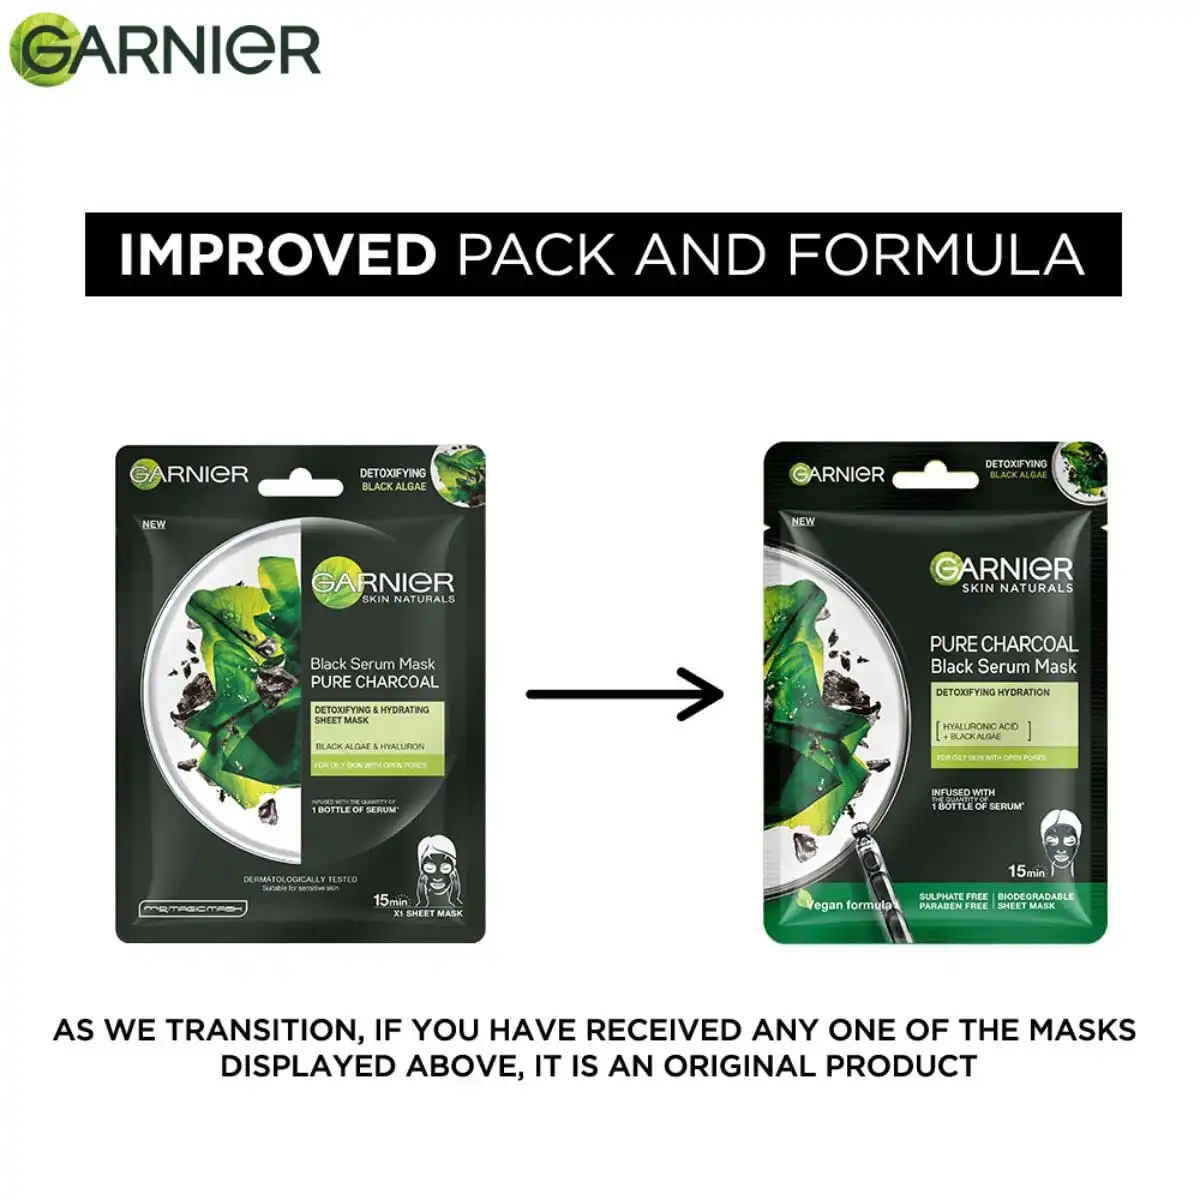 GARNIER
IMPROVED PACK AND FORMULA
GARNIER
DETOXIFYING
BLACK ALGAE
NEW
GARNIER
SKIN NATURALS
Black Serum Mask
PURE CHARCOAL
DETOXIFYING & HYDRATING
SHEET MASK
BLACK ALGAE & HYALURON
FOR OILY SKIN WITH OPEN PORES
INFUSED WITH THE QUANTITY OF
1 BOTTLE OF SERUM*
DERMATOLOGICALLY TESTED
Suitable for sensitive skin
15min
X1 SHEET MASK
GARNIER
DETOXIFYING
BLACK ALGAE
NEW
GARNIER
SKIN NATURALS
PURE CHARCOAL
Black Serum Mask
DETOXIFYING HYDRATION
[ HYALURONIC ACID
+ BLACK ALGAE ]
FOR OILY SKIN WITH OPEN PORES
INFUSED WITH
THE QUANTITY OF
1 BOTTLE OF SERUM*
15min
Vegan formula*
SULPHATE FREE | BIODEGRADABLE
PARABEN FREE | SHEET MASK
AS WE TRANSITION, IF YOU HAVE RECEIVED ANY ONE OF THE MASKS
DISPLAYED ABOVE, IT IS AN ORIGINAL PRODUCT